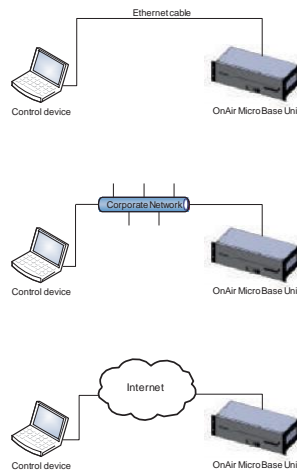 Ethernet cable
Control device
OnAir Micro Base Uni
Corporate Network
Control device
OnAir Micro Base Uni
Internet
Control device
OnAir Micro Base Uni